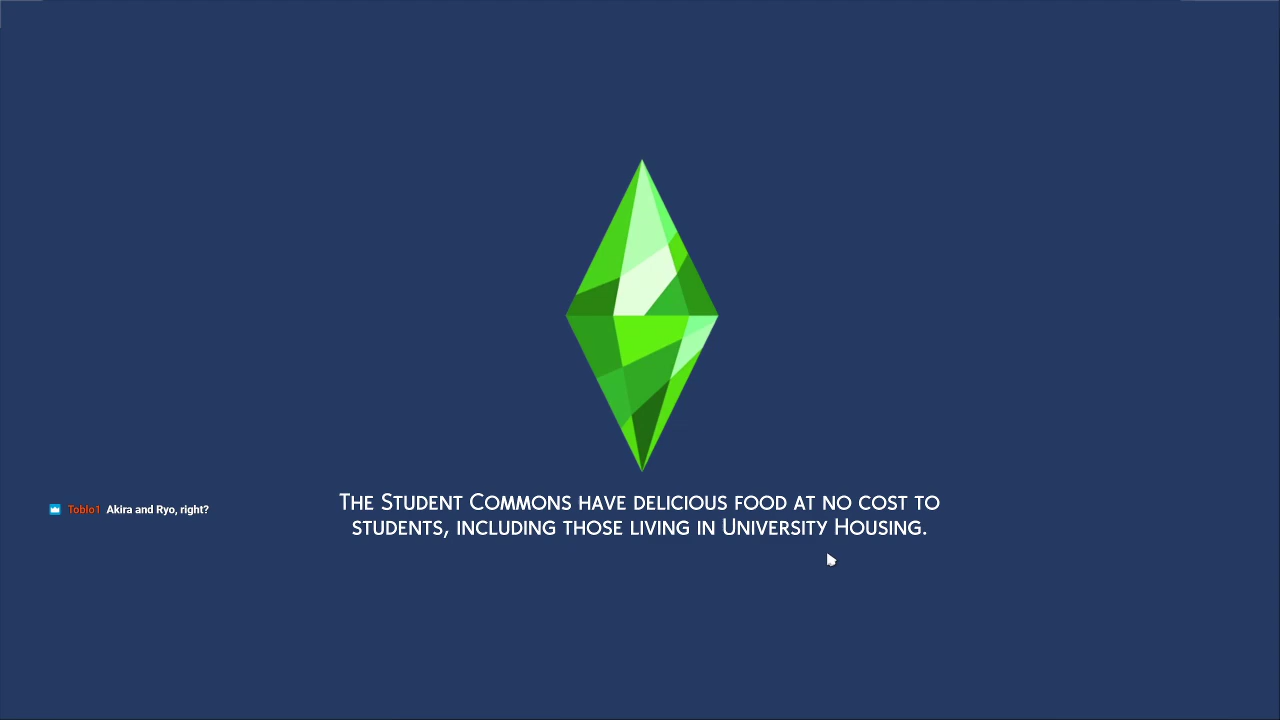 The Student Commons have delicious food at no cost to
students, including those living in University Housing.
Toblo1 Akira and Ryo, right?